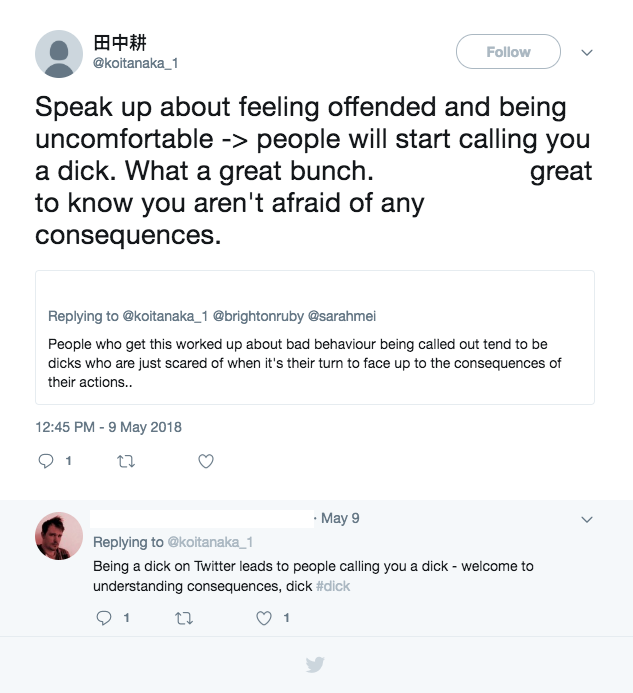 田中耕
@koitanaka_1
Follow
Speak up about feeling offended and being
uncomfortable -> people will start calling you
a dick. What a great bunch. great
to know you aren't afraid of any
consequences.
Replying to @koitanaka_1 @brightonruby @sarahmei
People who get this worked up about bad behaviour being called out tend to be
dicks who are just scared of when it's their turn to face up to the consequences of
their actions..
12:45 PM - 9 May 2018
1
· May 9
Replying to @koitanaka_1
Being a dick on Twitter leads to people calling you a dick - welcome to
understanding consequences, dick #dick
1 1